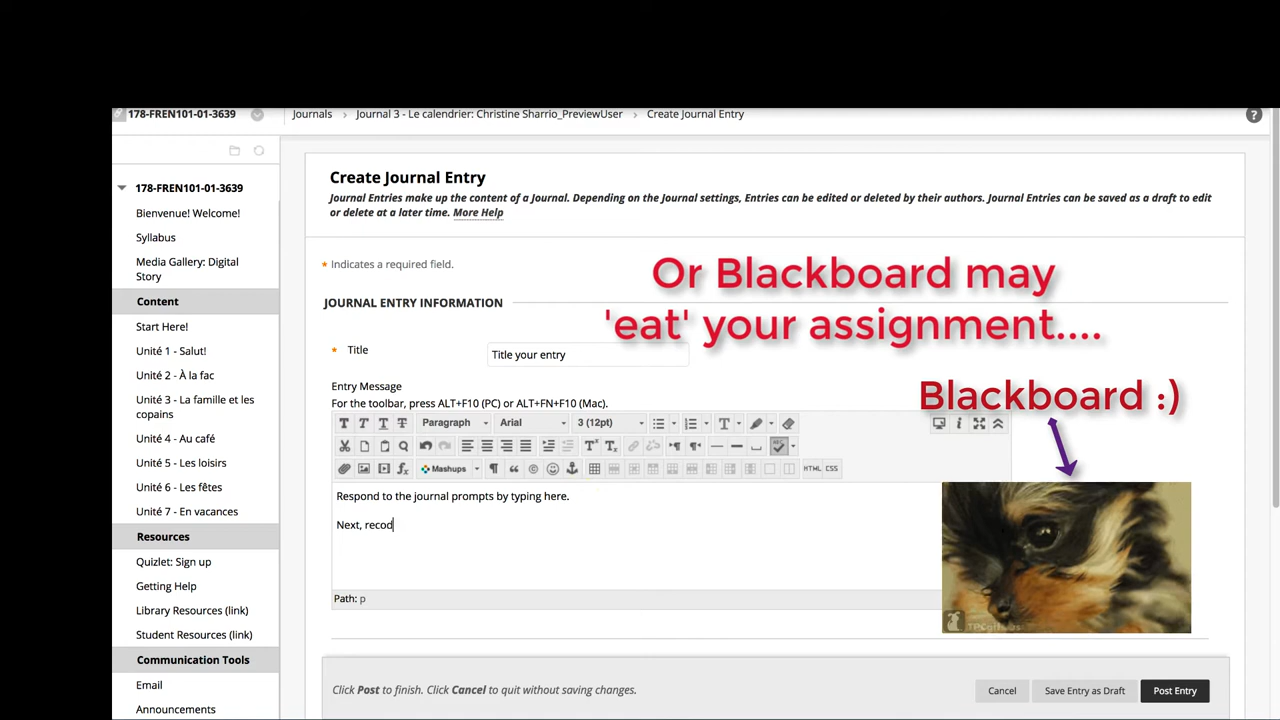 178-FREN101-01-3639
Journals
Journal 3 - Le calendrier: Christine Sharrio_PreviewUser
Create Journal Entry
?
178-FREN101-01-3639
Bienvenue! Welcome!
Syllabus
Media Gallery: Digital
Story
Content
Start Here!
Unité 1 - Salut!
Unité 2 - À la fac
Unité 3 - La famille et les
copains
Unité 4 - Au café
Unité 5 - Les loisirs
Unité 6 - Les fêtes
Unité 7 - En vacances
Resources
Quizlet: Sign up
Getting Help
Library Resources (link)
Student Resources (link)
Communication Tools
Email
Announcements
Create Journal Entry
Journal Entries make up the content of a Journal. Depending on the Journal settings, Entries can be edited or deleted by their authors. Journal Entries can be saved as a draft to edit
or delete at a later time. More Help
* Indicates a required field.
Or Blackboard may
'eat' your assignment....
JOURNAL ENTRY INFORMATION
* Title
Title your entry
Entry Message
For the toolbar, press ALT+F10 (PC) or ALT+FN+F10 (Mac).
Blackboard :)
T T T T Paragraph Arial 3 (12pt) T
Mashups HTML CSS
Respond to the journal prompts by typing here.
Next, recod
Path: p
Click Post to finish. Click Cancel to quit without saving changes.
Cancel
Save Entry as Draft
Post Entry